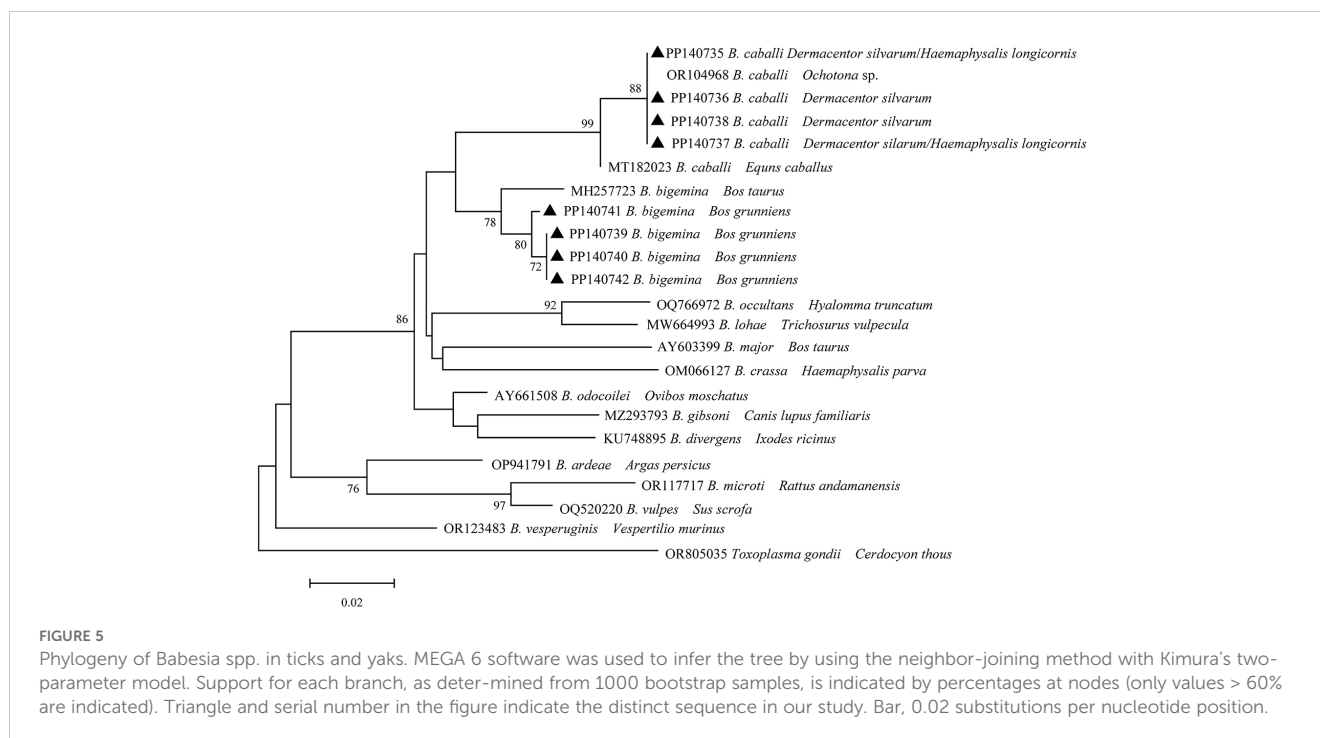 PP140735 B. caballi Dermacentor silvarum/Haemaphysalis longicornis
OR104968 B. caballi Ochotona sp.
88
PP140736 B. caballi Dermacentor silvarum
PP140738 B. caballi Dermacentor silvarum
99
PP140737 B. caballi Dermacentor silarum/Haemaphysalis longicornis
MT182023 B. caballi Equns caballus
MH257723 B. bigemina Bos taurus
PP140741 B. bigemina Bos grunniens
78
PP140739 B. bigemina Bos grunniens
80
PP140740 B. bigemina Bos grunniens
72
PP140742 B. bigemina Bos grunniens
92
OQ766972 B. occultans Hyalomma truncatum
86
MW664993 B. lohae Trichosurus vulpecula
AY603399 B. major Bos taurus
OM066127 B. crassa Haemaphysalis parva
AY661508 B. odocoilei Ovibos moschatus
MZ293793 B. gibsoni Canis lupus familiaris
KU748895 B. divergens Ixodes ricinus
OP941791 B. ardeae Argas persicus
76
OR117717 B. microti Rattus andamanensis
97
OQ520220 B. vulpes Sus scrofa
OR123483 B. vesperuginis Vespertilio murinus
OR805035 Toxoplasma gondii Cerdocyon thous
0.02
FIGURE 5
Phylogeny of Babesia spp. in ticks and yaks. MEGA 6 software was used to infer the tree by using the neighbor-joining method with Kimura's two-
parameter model. Support for each branch, as deter-mined from 1000 bootstrap samples, is indicated by percentages at nodes (only values > 60%
are indicated). Triangle and serial number in the figure indicate the distinct sequence in our study. Bar, 0.02 substitutions per nucleotide position.